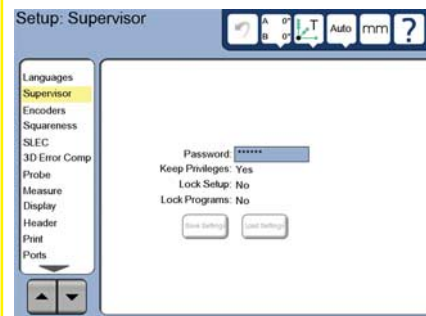 Setup: Supervisor
A 0°
B 0°
T
Auto
mm
?
Languages
Supervisor
Encoders
Squareness
SLEC
3D Error Comp
Probe
Measure
Display
Header
Print
Ports
Password: ******
Keep Privileges: Yes
Lock Setup: No
Lock Programs: No
Save Settings
Load Settings